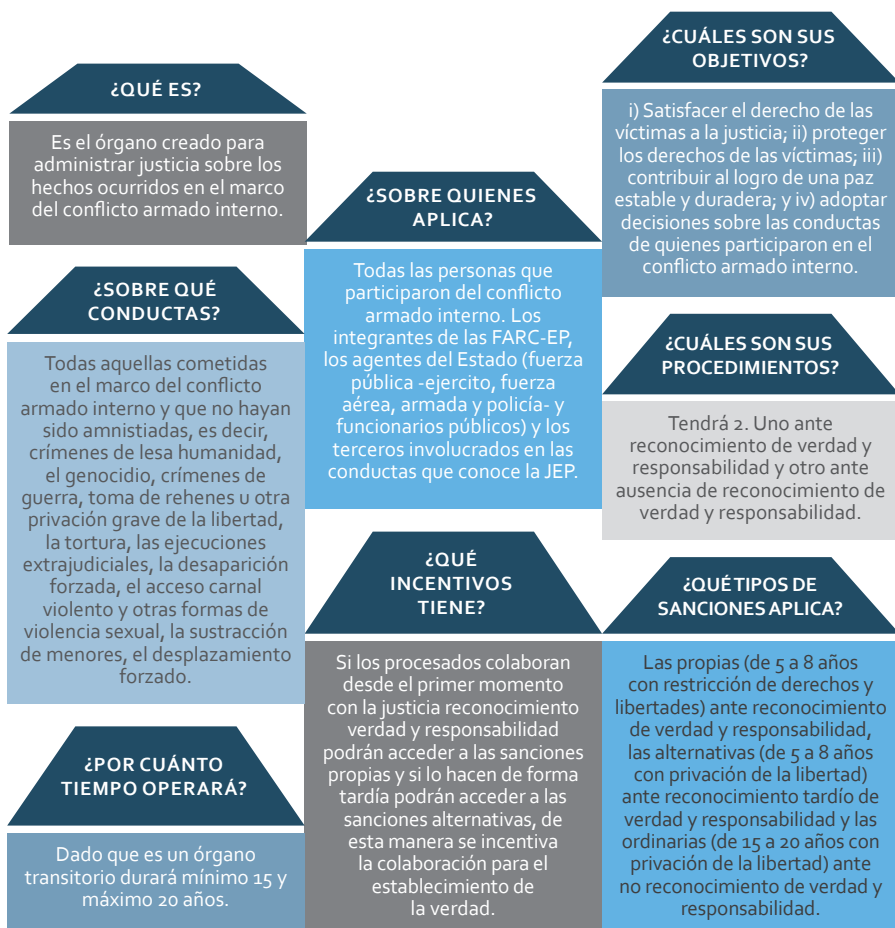 ¿QUÉ ES?
Es el órgano creado para
administrar justicia sobre los
hechos ocurridos en el marco
del conflicto armado interno.
¿SOBRE QUÉ
CONDUCTAS?
Todas aquellas cometidas
en el marco del conflicto
armado interno y que no hayan
sido amnistiadas, es decir,
crímenes de lesa humanidad,
el genocidio, crímenes de
guerra, toma de rehenes u otra
privación grave de la libertad,
la tortura, las ejecuciones
extrajudiciales, la desaparición
forzada, el acceso carnal
violento y otras formas de
violencia sexual, la sustracción
de menores, el desplazamiento
forzado.
¿POR CUÁNTO
TIEMPO OPERARÁ?
Dado que es un órgano
transitorio durará mínimo 15 y
máximo 20 años.
¿SOBRE QUIENES
APLICA?
Todas las personas que
participaron del conflicto
armado interno. Los
integrantes de las FARC-EP,
los agentes del Estado (fuerza
pública -ejercito, fuerza
aérea, armada y policía- y
funcionarios públicos) y los
terceros involucrados en las
conductas que conoce la JEP.
¿QUÉ
INCENTIVOS
TIENE?
Si los procesados colaboran
desde el primer momento
con la justicia reconocimiento
verdad y responsabilidad
podrán acceder a las sanciones
propias y si lo hacen de forma
tardía podrán acceder a las
sanciones alternativas, de
esta manera se incentiva
la colaboración para el
establecimiento de
la verdad.
¿CUÁLES SON SUS
OBJETIVOS?
i) Satisfacer el derecho de las
víctimas a la justicia; ii) proteger
los derechos de las víctimas; iii)
contribuir al logro de una paz
estable y duradera; y iv) adoptar
decisiones sobre las conductas
de quienes participaron en el
conflicto armado interno.
¿CUÁLES SON SUS
PROCEDIMIENTOS?
Tendrá 2. Uno ante
reconocimiento de verdad y
responsabilidad y otro ante
ausencia de reconocimiento de
verdad y responsabilidad.
¿QUÉ TIPOS DE
SANCIONES APLICA?
Las propias (de 5 a 8 años
con restricción de derechos y
libertades) ante reconocimiento
de verdad y responsabilidad,
las alternativas (de 5 a 8 años
con privación de la libertad)
ante reconocimiento tardío de
verdad y responsabilidad y las
ordinarias (de 15 a 20 años con
privación de la libertad) ante
no reconocimiento de verdad y
responsabilidad.